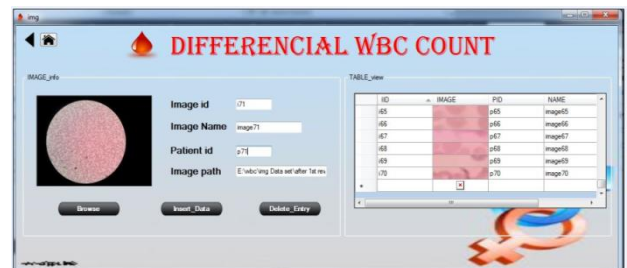 img
DIFFERENCIAL WBC COUNT
IMAGE_info
Image id i71
Image Name image71
Patient id p71
Image path E:\wbc\img Data set\after 1st rev
Browse
Insert_Data
Delete_Entry
TABLE_view
IID IMAGE PID NAME
i65 p65 image65
i66 p66 image66
i67 p67 image67
i68 p68 image68
i69 p69 image69
i70 p70 image70